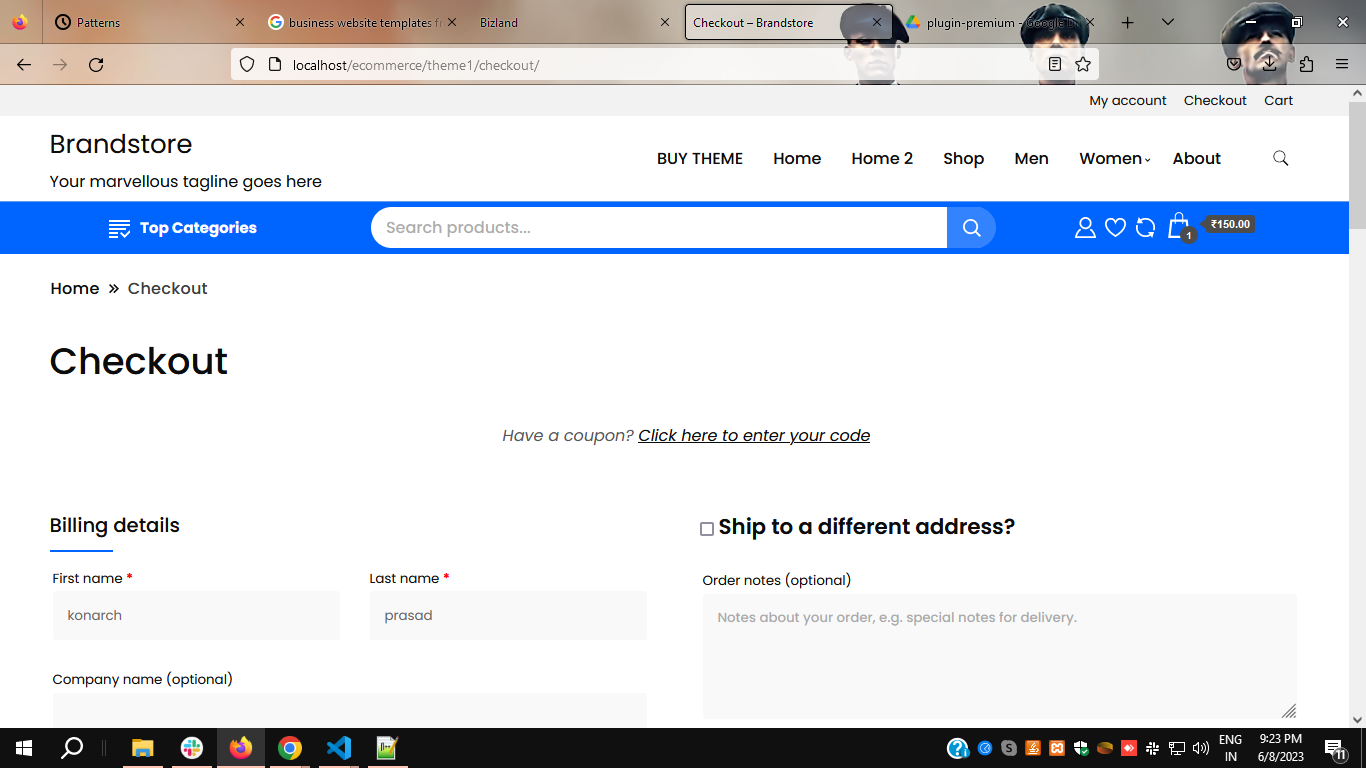 Patterns
business website templates f
Bizland
Checkout – Brandstore
plugin-premium - Google
localhost/ecommerce/theme1/checkout/
My account Checkout Cart
Brandstore
Your marvellous tagline goes here
BUY THEME Home Home 2 Shop Men Women About
Top Categories
Search products...
1
₹150.00
Home » Checkout
Checkout
Have a coupon? Click here to enter your code
Billing details
Ship to a different address?
First name *
Last name *
konarch
prasad
Order notes (optional)
Notes about your order, e.g. special notes for delivery.
Company name (optional)
ENG
IN
9:23 PM
6/8/2023
11